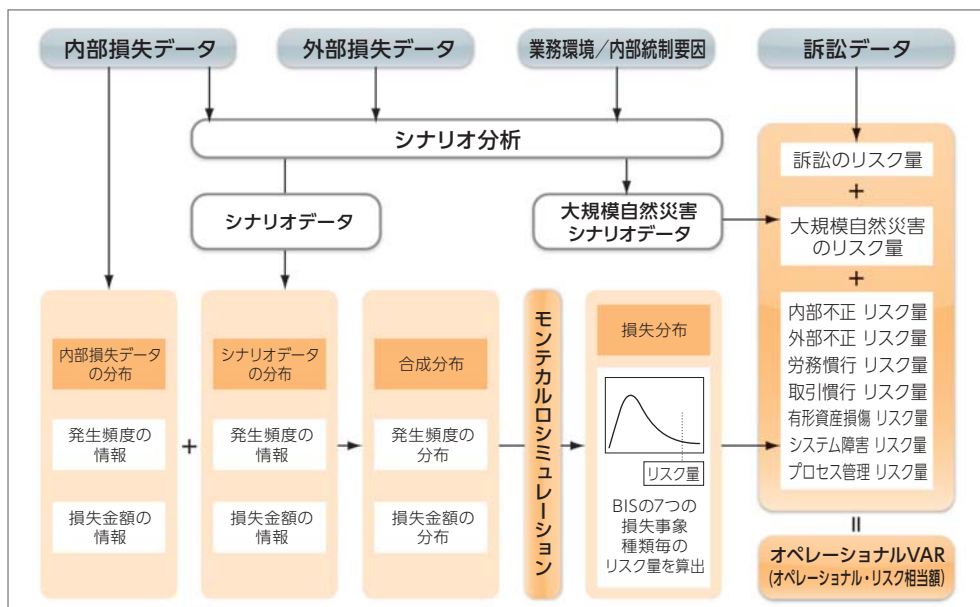 内部損失データ
外部損失データ
業務環境／内部統制要因
訴訟データ
シナリオ分析
訴訟のリスク量
+
シナリオデータ
大規模自然災害
シナリオデータ
大規模自然災害
のリスク量
+
内部損失データ
の分布
発生頻度の
情報
損失金額の
情報
+
シナリオデータ
の分布
発生頻度の
情報
損失金額の
情報
合成分布
発生頻度の
分布
損失金額の
分布
モンテカルロシミュレーション
損失分布
リスク量
BISの7つの
損失事象
種類毎の
リスク量を算出
内部不正 リスク量
外部不正 リスク量
労務慣行 リスク量
取引慣行 リスク量
有形資産損傷 リスク量
システム障害 リスク量
プロセス管理 リスク量
=
オペレーショナルVAR
(オペレーショナル・リスク相当額)